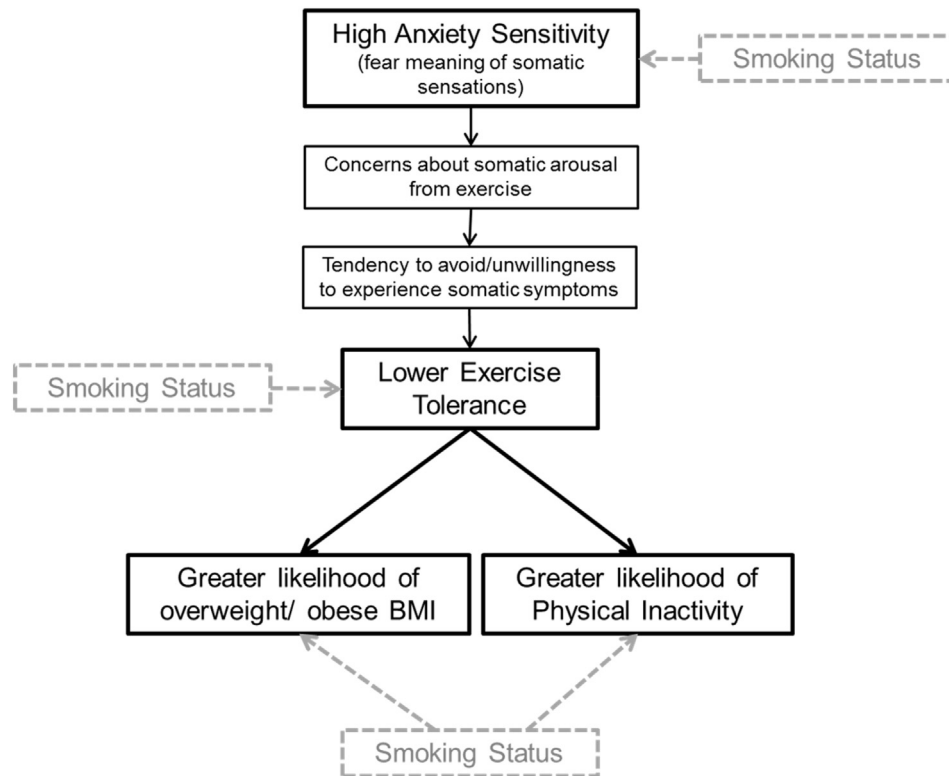 High Anxiety Sensitivity
(fear meaning of somatic
sensations)
Smoking Status
Concerns about somatic arousal
from exercise
Tendency to avoid/unwillingness
to experience somatic symptoms
Smoking Status
Lower Exercise
Tolerance
Greater likelihood of
overweight/ obese BMI
Greater likelihood of
Physical Inactivity
Smoking Status